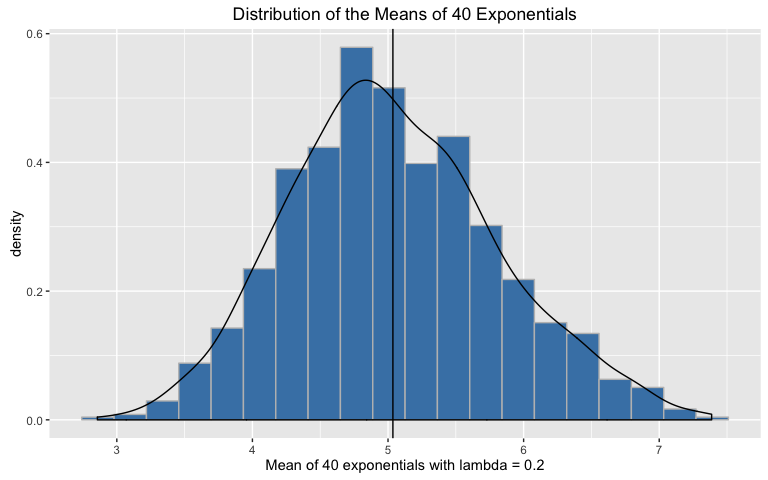 Distribution of the Means of 40 Exponentials
0.6
0.4
0.2
0.0
density
3 4 5 6 7
Mean of 40 exponentials with lambda = 0.2